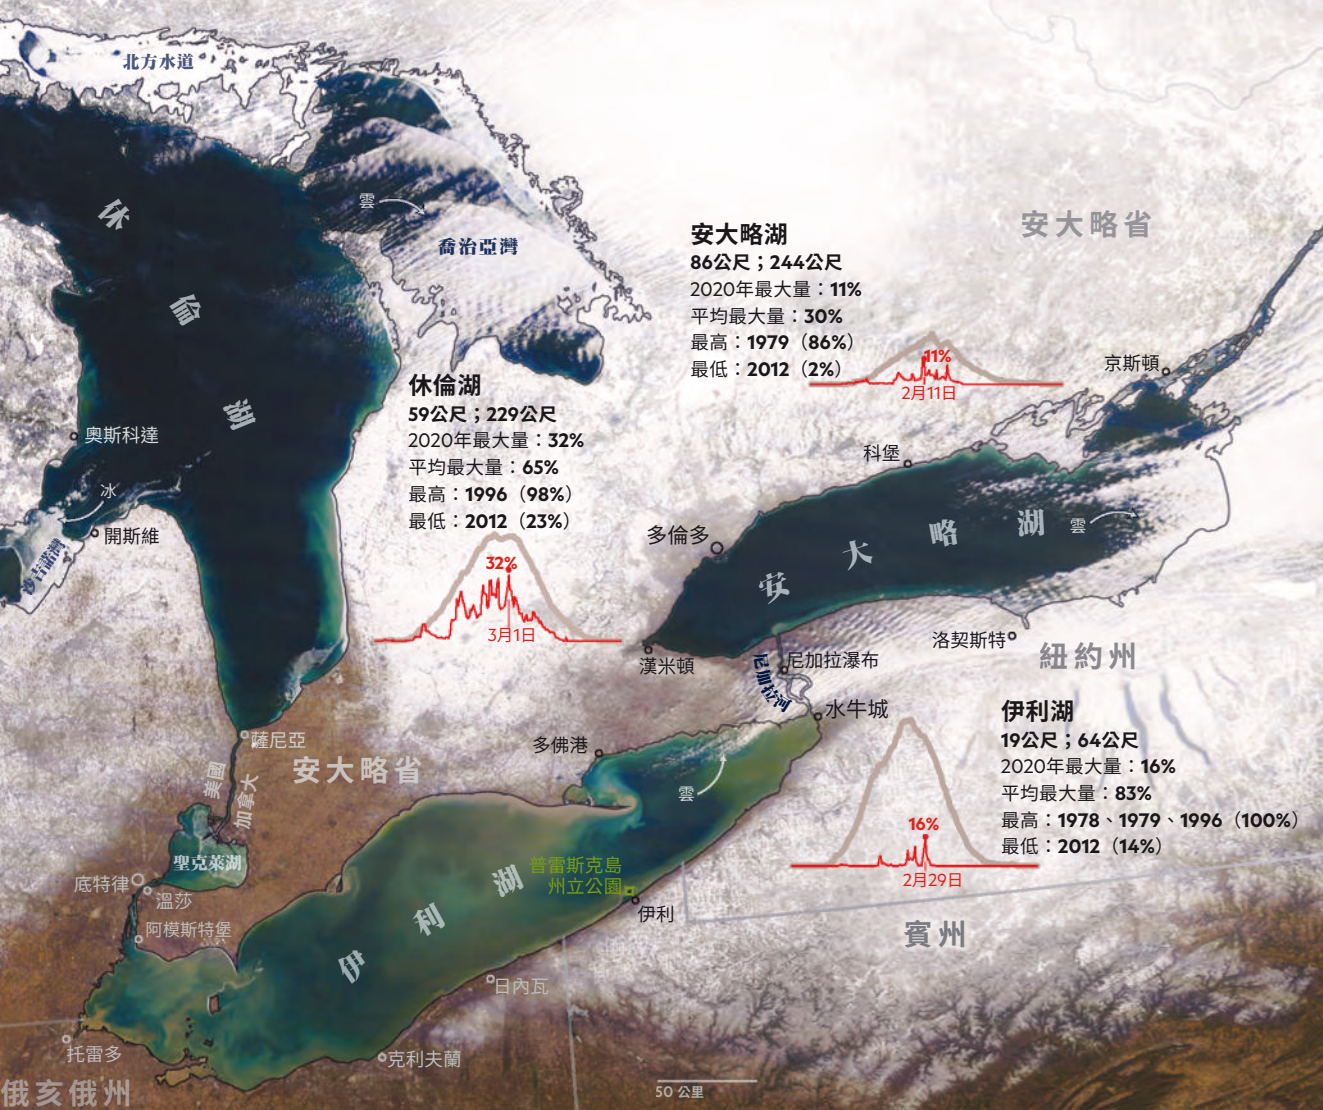 北方水道
休倫湖
雲
喬治亞灣
安大略省
安大略湖
86公尺；244公尺
2020年最大量：11%
平均最大量：30%
最高：1979（86%）
最低：2012（2%）
11%
2月11日
京斯頓
休倫湖
59公尺；229公尺
2020年最大量：32%
平均最大量：65%
最高：1996（98%）
最低：2012（23%）
32%
3月1日
奧斯科達
冰
開斯維
沙吉諾灣
科堡
多倫多
安大略湖
雲
漢米頓
尼加拉瀑布
尼加拉河
洛契斯特
紐約州
水牛城
伊利湖
19公尺；64公尺
2020年最大量：16%
平均最大量：83%
最高：1978、1979、1996（100%）
最低：2012（14%）
16%
2月29日
薩尼亞
美國
加拿大
安大略省
多佛港
雲
聖克萊湖
底特律
溫莎
阿模斯特堡
伊利湖
普雷斯克島
州立公園
伊利
賓州
日內瓦
托雷多
克利夫蘭
俄亥俄州
50 公里